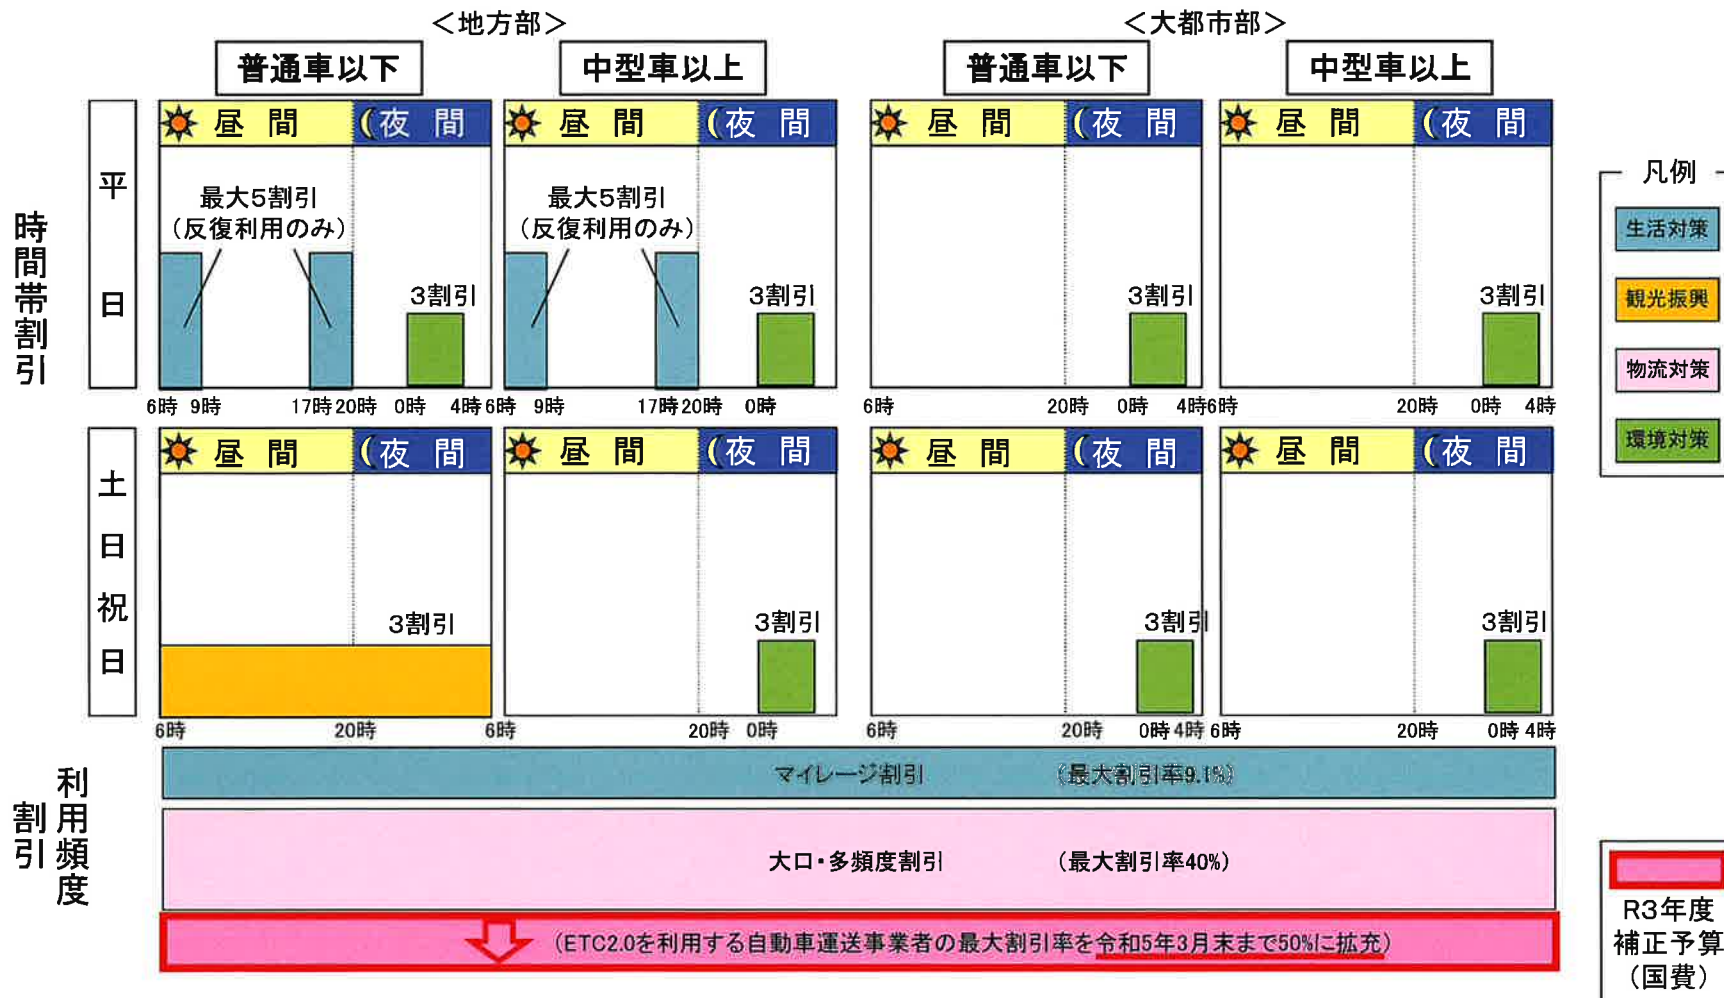 ＜地方部＞
＜大都市部＞
普通車以下
中型車以上
普通車以下
中型車以上
時間帯割引
平日
昼間
夜間
最大5割引
（反復利用のみ）
3割引
6時 9時 17時 20時 0時 4時
昼間
夜間
最大5割引
（反復利用のみ）
3割引
6時 9時 17時 20時 0時
昼間
夜間
3割引
6時 20時 0時 4時
昼間
夜間
3割引
6時 20時 0時 4時
土日祝日
昼間
夜間
3割引
6時 20時 6時
昼間
夜間
3割引
20時 0時
昼間
夜間
3割引
6時 20時 0時 4時
昼間
夜間
3割引
6時 20時 0時 4時
利用頻度
割引
マイレージ割引 （最大割引率9.1%）
大口・多頻度割引 （最大割引率40%）
（ETC2.0を利用する自動車運送事業者の最大割引率を令和5年3月末まで50%に拡充）
凡例
生活対策
観光振興
物流対策
環境対策
R3年度
補正予算
（国費）